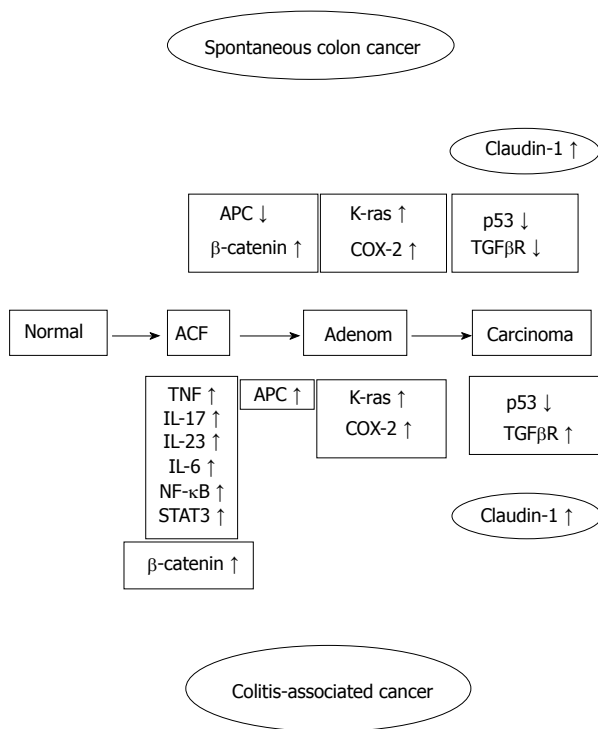 Spontaneous colon cancer
Claudin-1 ↑
APC ↓
β-catenin ↑
K-ras ↑
COX-2 ↑
p53 ↓
TGFβR ↓
Normal
ACF
Adenom
Carcinoma
TNF ↑
IL-17 ↑
IL-23 ↑
IL-6 ↑
NF-κB ↑
STAT3 ↑
β-catenin ↑
APC ↑
K-ras ↑
COX-2 ↑
p53 ↓
TGFβR ↑
Claudin-1 ↑
Colitis-associated cancer